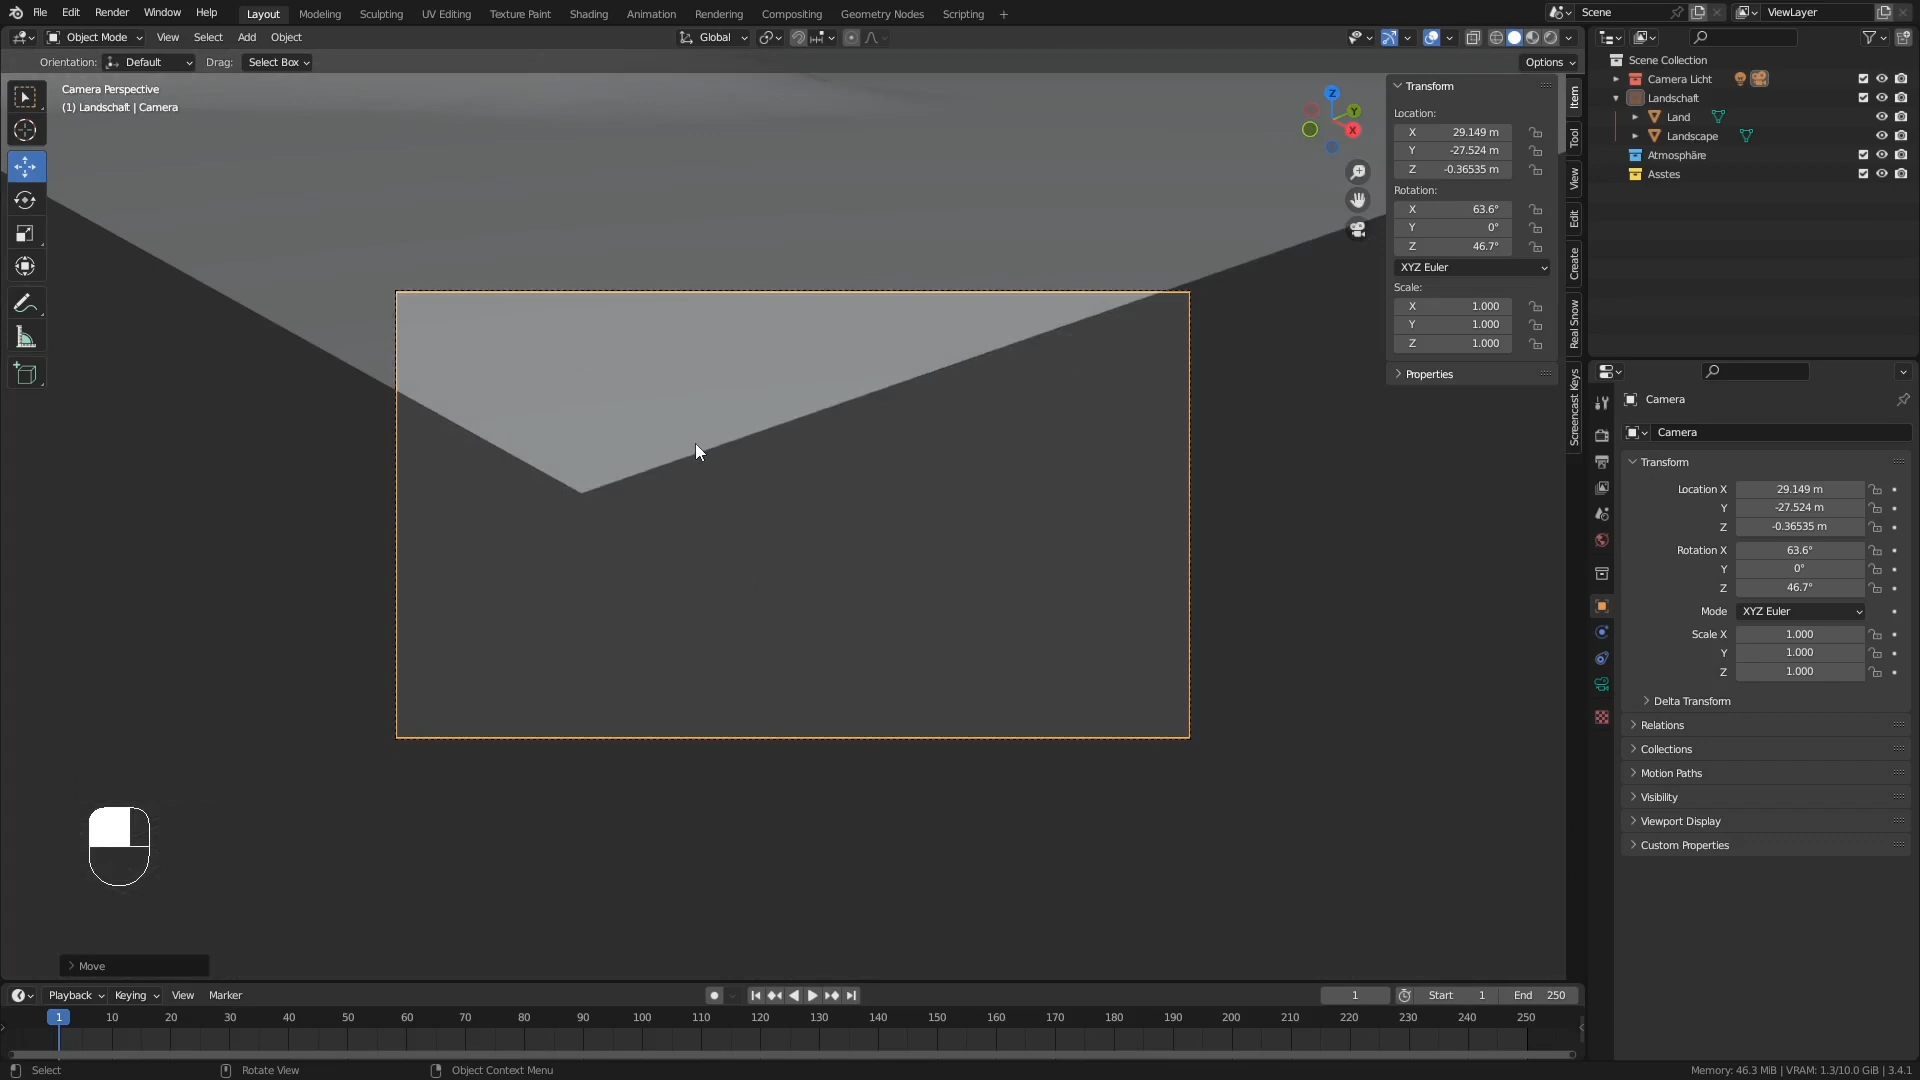 File Edit Render Window Help Layout Modeling Sculpting UV Editing Texture Paint Shading Animation Rendering Compositing Geometry Nodes Scripting + Scene ViewLayer
Object Mode View Select Add Object Global
Orientation: Default Drag: Select Box Options
Camera Perspective
(1) Landschaft | Camera
Z
Y
X
Transform
Location:
X 29.149 m
Y -27.524 m
Z -0.36535 m
Rotation:
X 63.6°
Y 0°
Z 46.7°
XYZ Euler
Scale:
X 1.000
Y 1.000
Z 1.000
Properties
Item
Tool
View
Edit
Create
Real Snow
Screencast Keys
Scene Collection
Camera Licht
Landschaft
Land
Landscape
Atmosphäre
Asstes
Camera
Camera
Transform
Location X 29.149 m
Y -27.524 m
Z -0.36535 m
Rotation X 63.6°
Y 0°
Z 46.7°
Mode XYZ Euler
Scale X 1.000
Y 1.000
Z 1.000
Delta Transform
Relations
Collections
Motion Paths
Visibility
Viewport Display
Custom Properties
Move
Playback Keying View Marker 1 Start 1 End 250
1 10 20 30 40 50 60 70 80 90 100 110 120 130 140 150 160 170 180 190 200 210 220 230 240 250
Select Rotate View Object Context Menu Memory: 46.3 MiB | VRAM: 1.3/10.0 GiB | 3.4.1